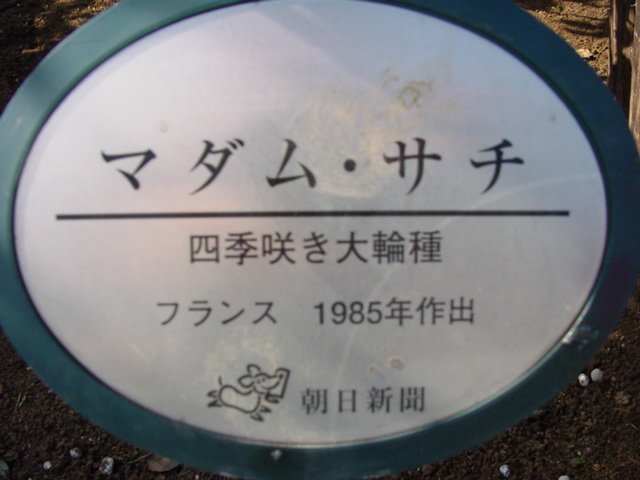 マダム・サチ
四季咲き大輪種
フランス　1985年作出
朝日新聞